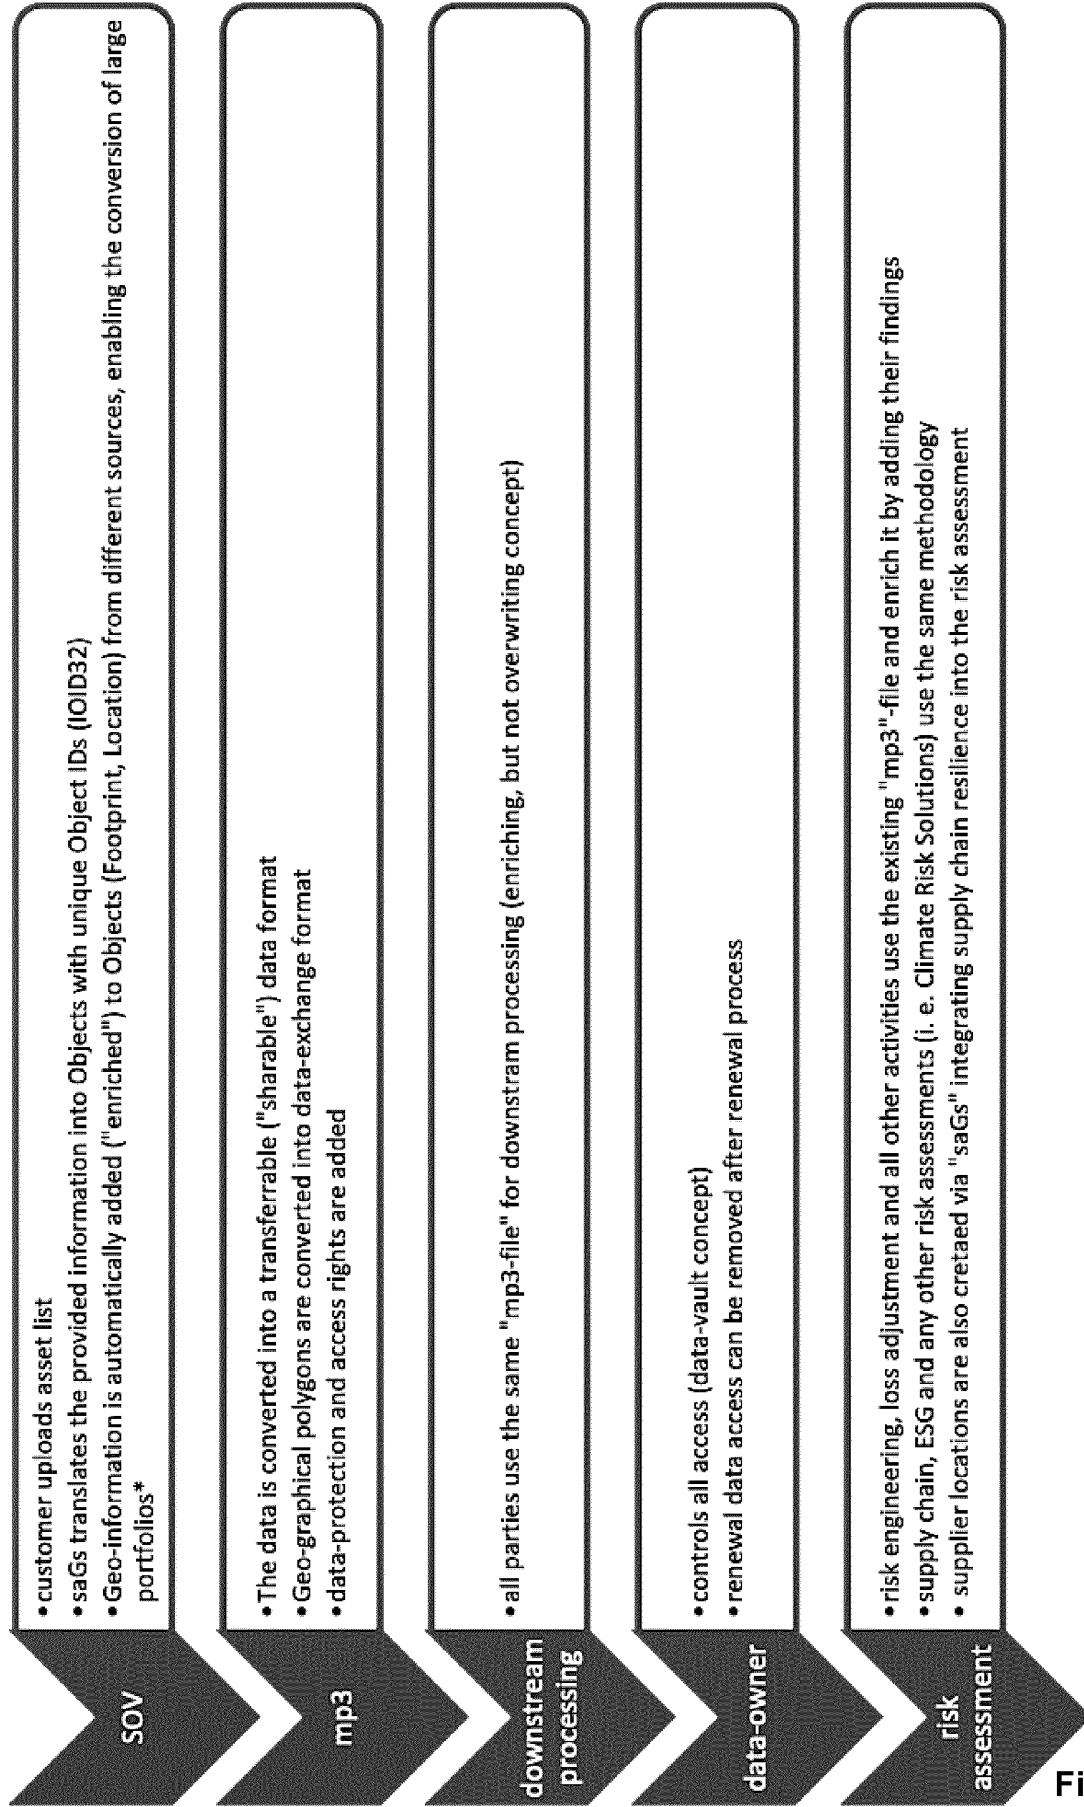 SOV
•customer uploads asset list
•saGs translates the provided information into Objects with unique Object IDs (IOID32)
•Geo-information is automatically added ("enriched") to Objects (Footprint, Location) from different sources, enabling the conversion of large
portfolios*
mp3
•The data is converted into a transferrable ("sharable") data format
•Geo-graphical polygons are converted into data-exchange format
•data-protection and access rights are added
downstream
processing
•all parties use the same "mp3-file" for downstram processing (enriching, but not overwriting concept)
data-owner
•controls all access (data-vault concept)
•renewal data access can be removed after renewal process
risk
assessment
•risk engineering, loss adjustment and all other activities use the existing "mp3"-file and enrich it by adding their findings
•supply chain, ESG and any other risk assessments (i. e. Climate Risk Solutions) use the same methodology
• supplier locations are also cretaed via "saGs" integrating supply chain resilience into the risk assessment
Fi